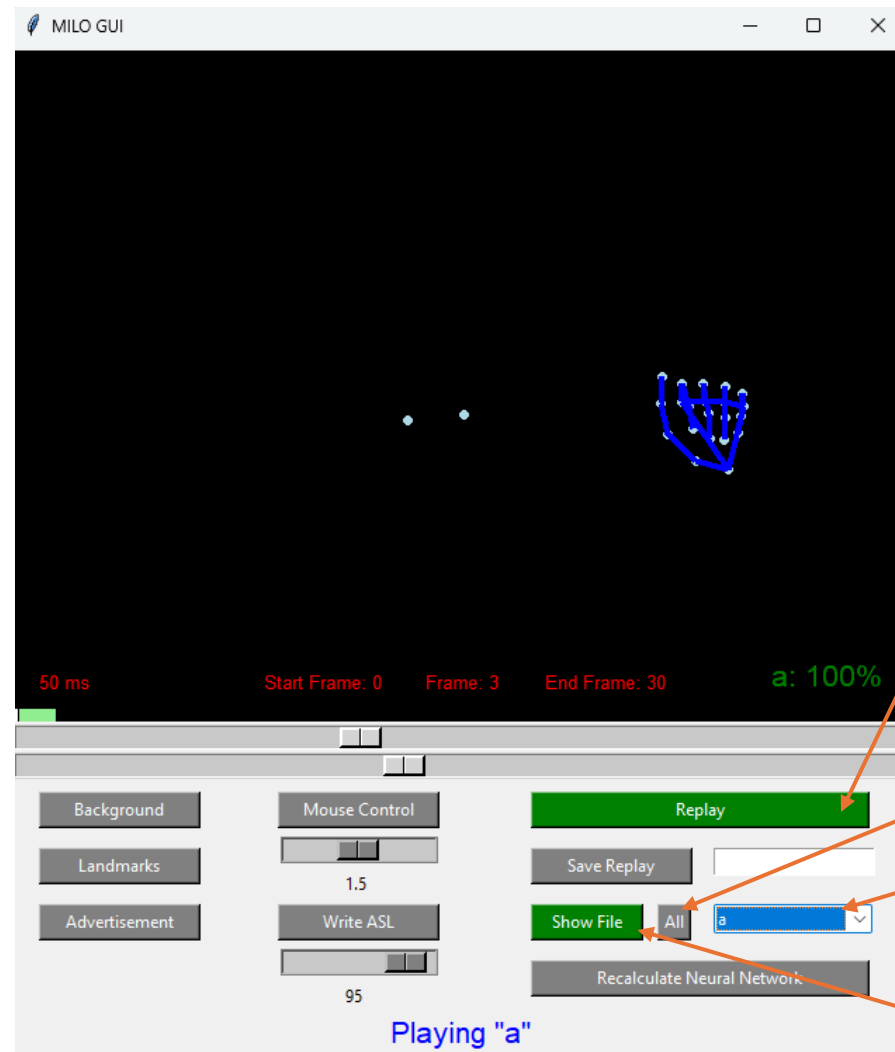 MILO GUI
50 ms Start Frame: 0 Frame: 3 End Frame: 30 a: 100%
Background Mouse Control Replay
Landmarks 1.5 Save Replay
Advertisement Write ASL Show File All a
95 Recalculate Neural Network
Playing "a"